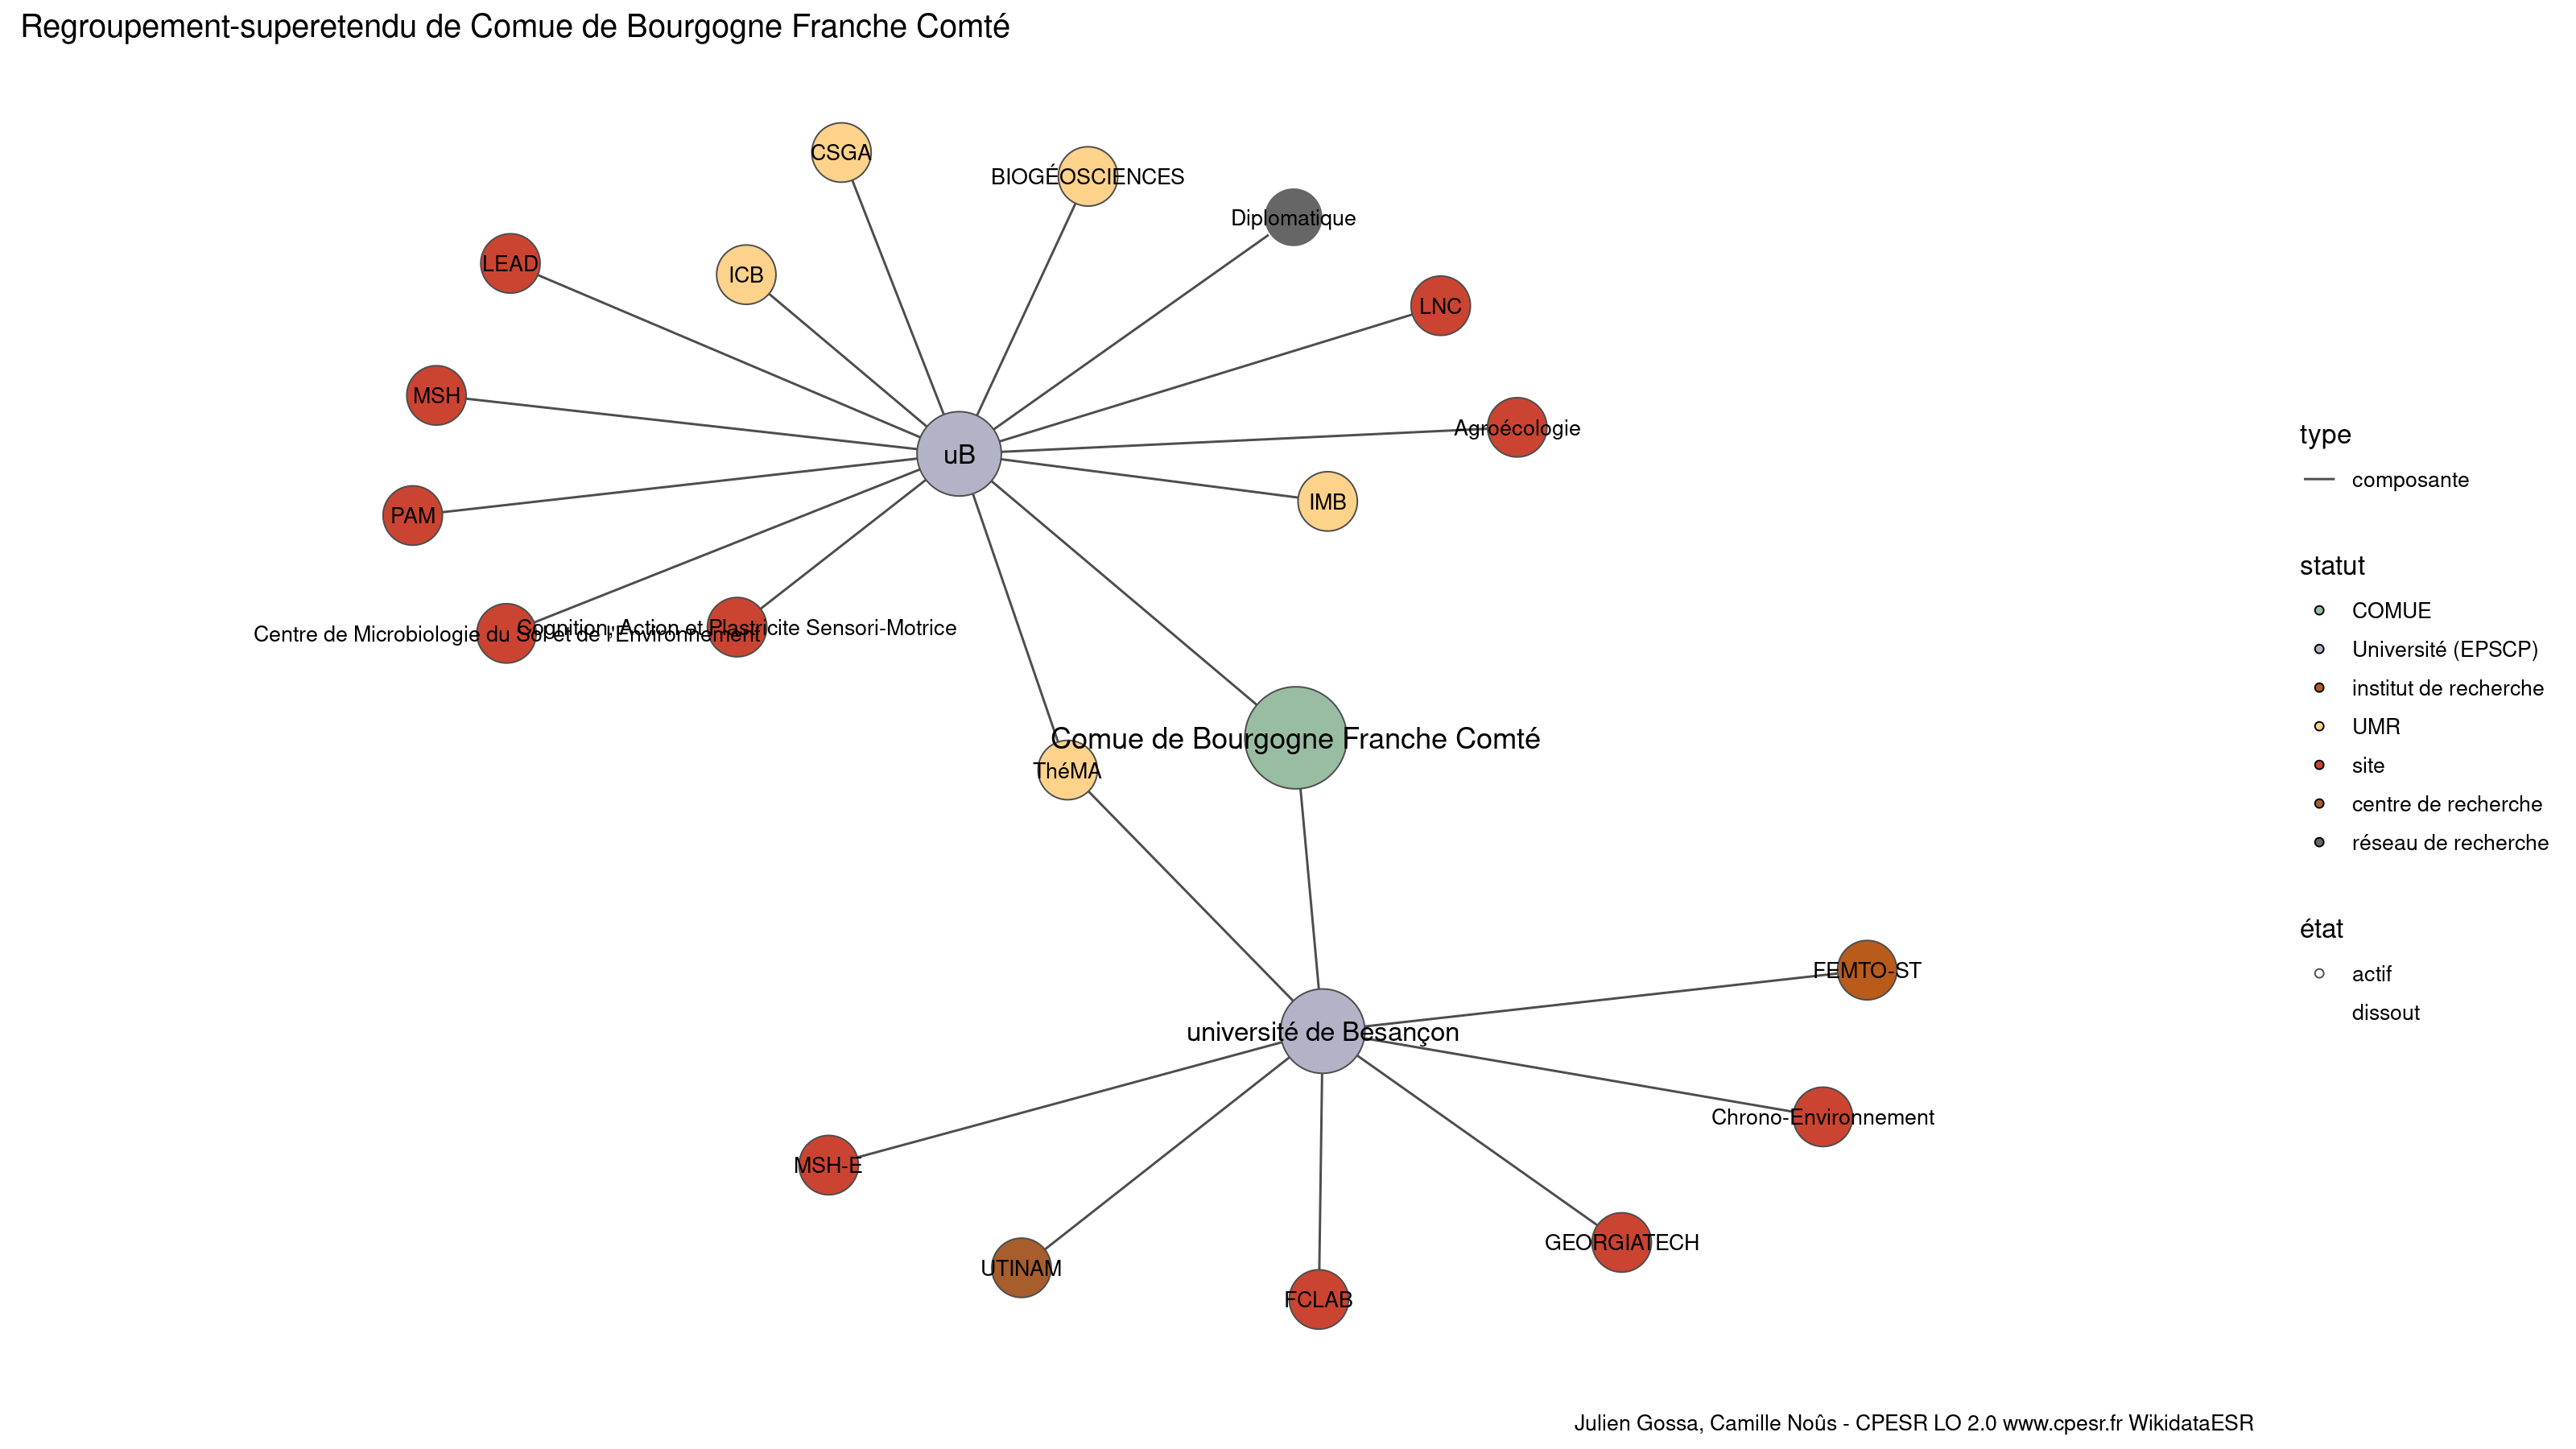 Regroupement-superetendu de Comue de Bourgogne Franche Comté
CSGA
BIOGÉOSCIENCES
Diplomatique
LEAD
ICB
LNC
MSH
Agroécologie
uB
IMB
PAM
Cognition, Action et Plastricite Sensori-Motrice
Centre de Microbiologie du Sol et de l'Environnement
Comue de Bourgogne Franche Comté
ThéMA
FEMTO-ST
université de Besançon
Chrono-Environnement
MSH-E
GEORGIATECH
UTINAM
FCLAB
type
composante
statut
COMUE
Université (EPSCP)
institut de recherche
UMR
site
centre de recherche
réseau de recherche
état
actif
dissout
Julien Gossa, Camille Noûs - CPESR LO 2.0 www.cpesr.fr WikidataESR